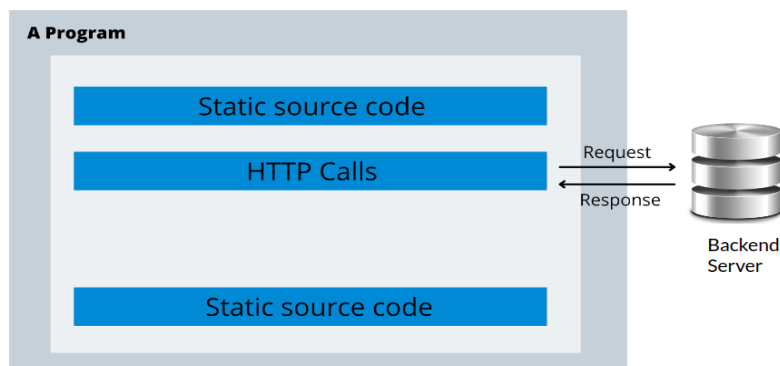 A Program
Static source code
HTTP Calls
Request
Response
Backend
Server
Static source code